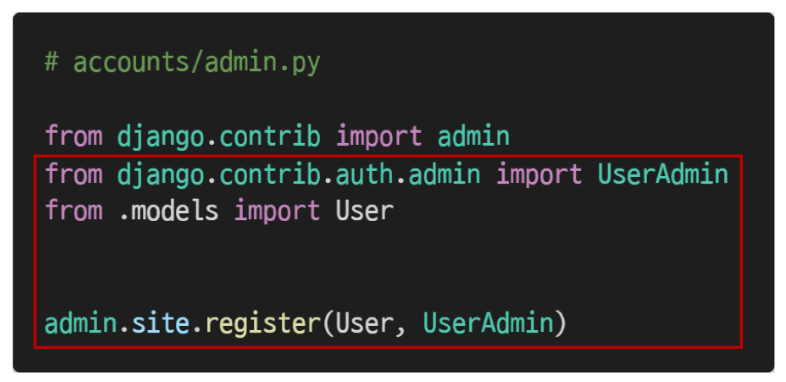 # accounts/admin.py
from django.contrib import admin
from django.contrib.auth.admin import UserAdmin
from .models import User
admin.site.register(User, UserAdmin)